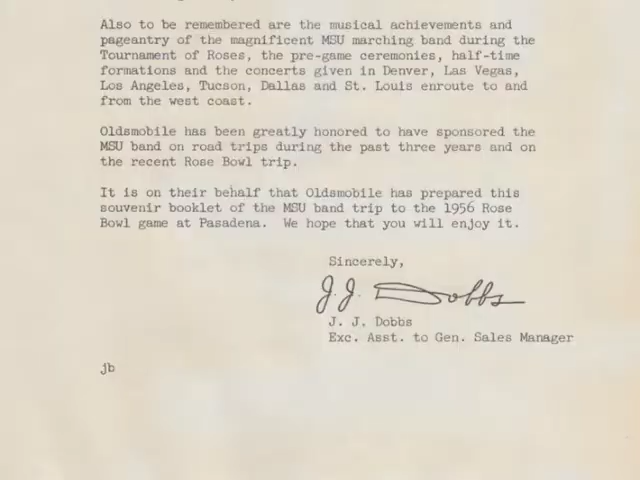 Also to be remembered are the musical achievements and
pageantry of the magnificent MSU marching band during the
Tournament of Roses, the pre-game ceremonies, half-time
formations and the concerts given in Denver, Las Vegas,
Los Angeles, Tucson, Dallas and St. Louis enroute to and
from the west coast.
Oldsmobile has been greatly honored to have sponsored the
MSU band on road trips during the past three years and on
the recent Rose Bowl trip.
It is on their behalf that Oldsmobile has prepared this
souvenir booklet of the MSU band trip to the 1956 Rose
Bowl game at Pasadena. We hope that you will enjoy it.
Sincerely,
J. J. Dobbs
J. J. Dobbs
Exc. Asst. to Gen. Sales Manager
jb